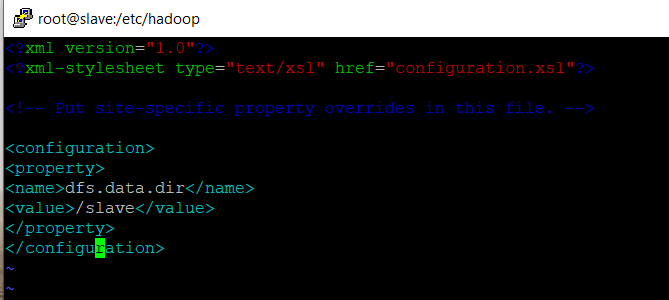 root@slave:/etc/hadoop
<?xml version="1.0"?>
<?xml-stylesheet type="text/xsl" href="configuration.xsl"?>
<!-- Put site-specific property overrides in this file. -->
<configuration>
<property>
<name>dfs.data.dir</name>
<value>/slave</value>
</property>
</configuration>
~
~